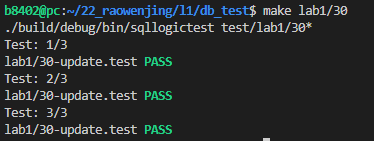 b8402@pc:~/22_raowenjing/l1/db_test$ make lab1/30
./build/debug/bin/sqllogictest test/lab1/30*
Test: 1/3
lab1/30-update.test PASS
Test: 2/3
lab1/30-update.test PASS
Test: 3/3
lab1/30-update.test PASS